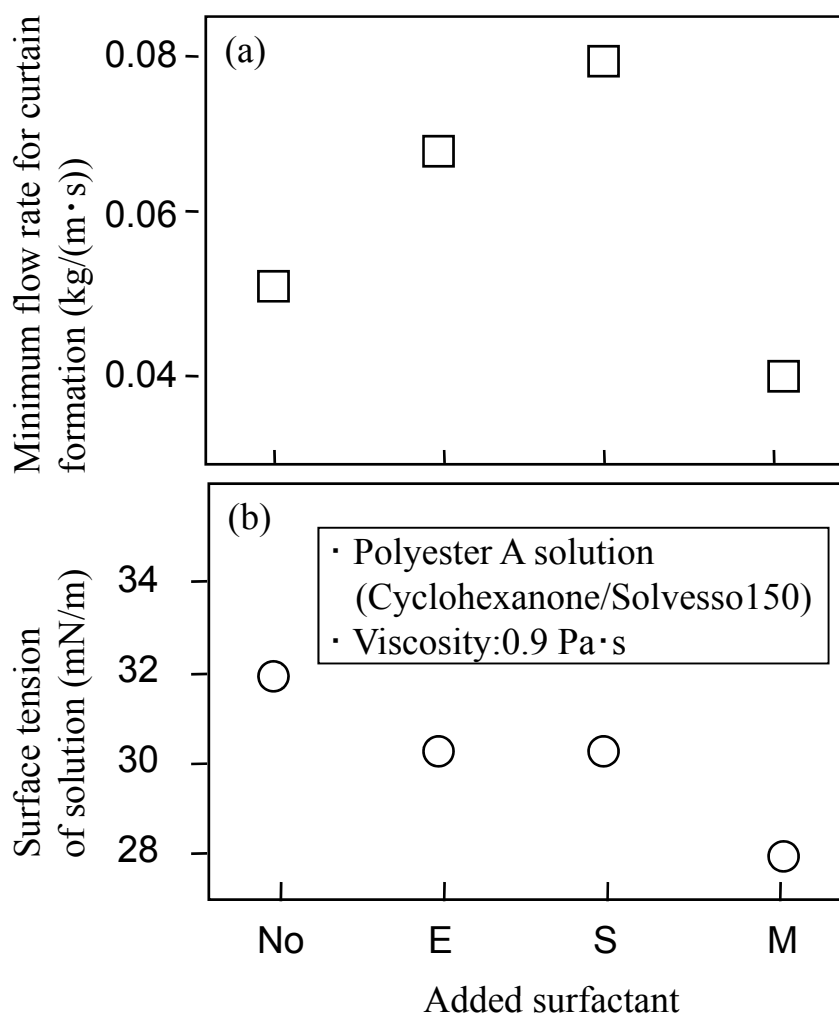 (a)
Minimum flow rate for curtain
formation (kg/(m・s))
0.08
0.06
0.04
(b)
・Polyester A solution
(Cyclohexanone/Solvesso150)
・Viscosity:0.9 Pa・s
Surface tension
of solution (mN/m)
34
32
30
28
No E S M
Added surfactant